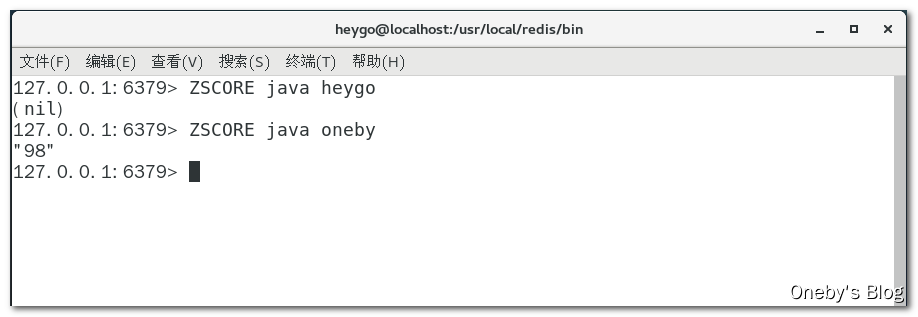 heygo@localhost:/usr/local/redis/bin
文件(F) 编辑(E) 查看(V) 搜索(S) 终端(T) 帮助(H)
127.0.0.1:6379> ZSCORE java heygo
(nil)
127.0.0.1:6379> ZSCORE java oneby
"98"
127.0.0.1:6379>
Oneby's Blog